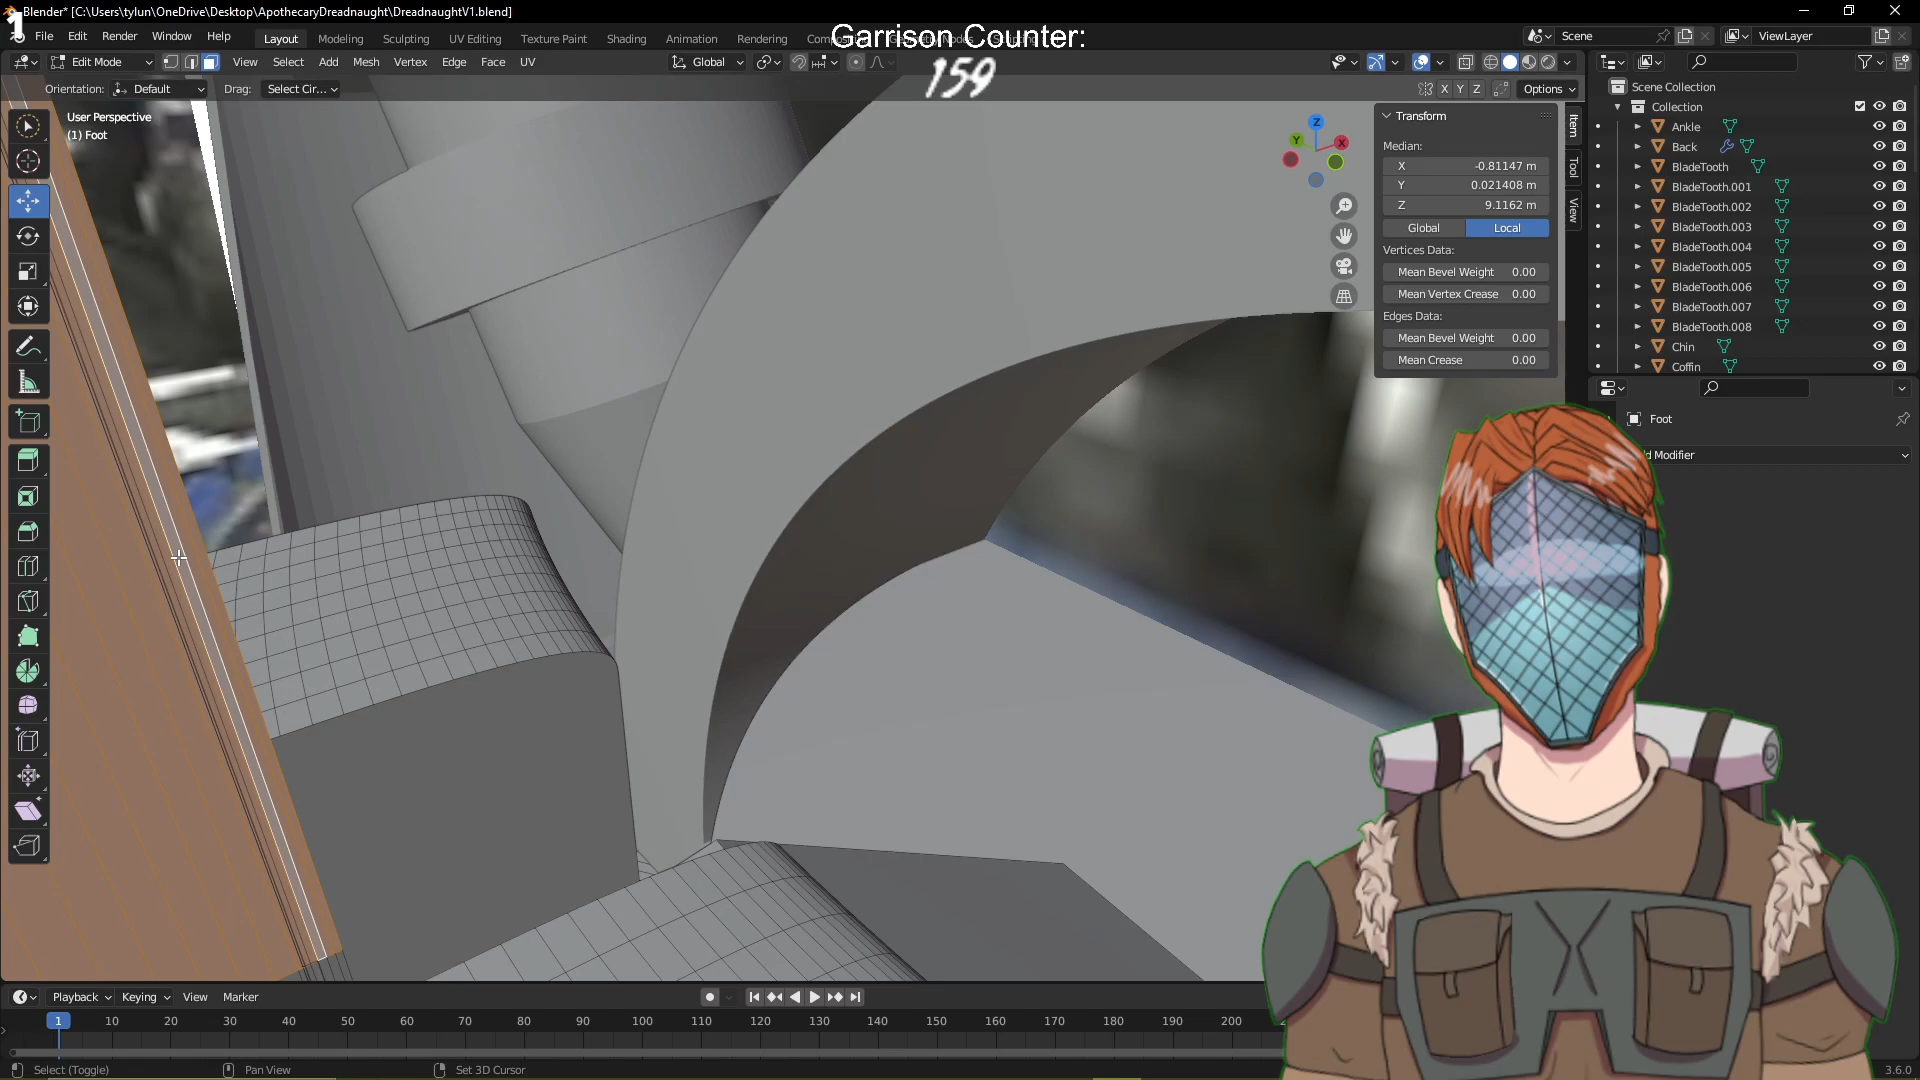 1
Blender* [C:\Users\tylun\OneDrive\Desktop\ApothecaryDreadnaught\DreadnaughtV1.blend]
File Edit Render Window Help
Layout Modeling Sculpting UV Editing Texture Paint Shading Animation Rendering
Garrison Counter:
159
Scene
ViewLayer
Edit Mode
View Select Add Mesh Vertex Edge Face UV
Global
Orientation: Default Drag: Select Cir...
X Y Z Options
User Perspective
(1) Foot
Z
Y
X
Transform
Median:
X -0.81147 m
Y 0.021408 m
Z 9.1162 m
Global Local
Vertices Data:
Mean Bevel Weight 0.00
Mean Vertex Crease 0.00
Edges Data:
Mean Bevel Weight 0.00
Mean Crease 0.00
Item
Tool
View
Scene Collection
Collection
Ankle
Back
BladeTooth
BladeTooth.001
BladeTooth.002
BladeTooth.003
BladeTooth.004
BladeTooth.005
BladeTooth.006
BladeTooth.007
BladeTooth.008
Chin
Coffin
Foot
d Modifier
Playback Keying View Marker
1 10 20 30 40 50 60 70 80 90 100 110 120 130 140 150 160 170 180 190 200
Select (Toggle) Pan View Set 3D Cursor
3.6.0